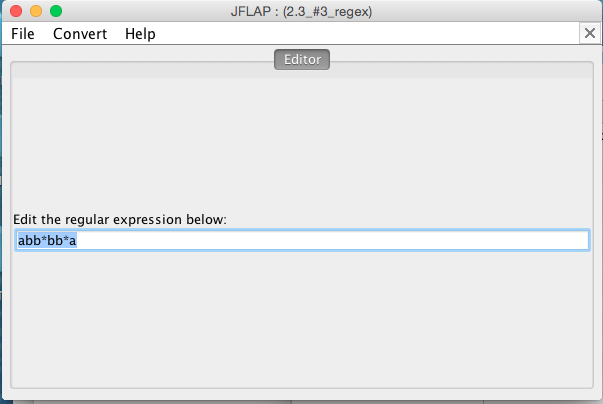 JFLAP : (2.3_#3_regex)
File Convert Help
Editor
Edit the regular expression below:
abb*bb*a